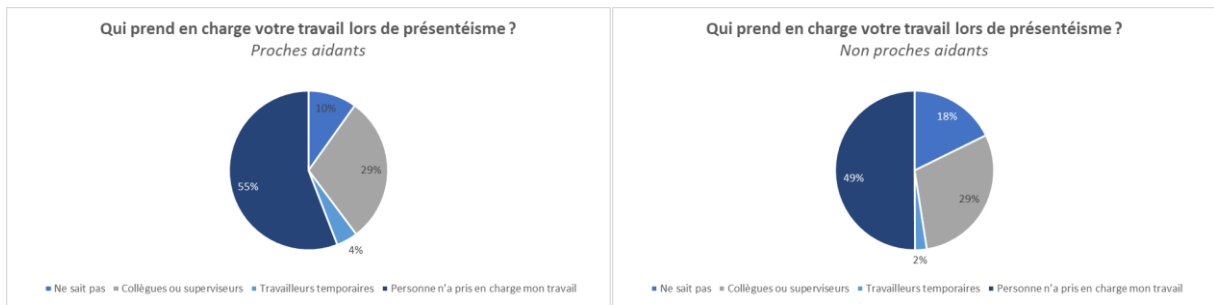 Qui prend en charge votre travail lors de présentéisme ?
Proches aidants
10%
29%
4%
55%
Ne sait pas Collègues ou superviseurs Travailleurs temporaires Personne n'a pris en charge mon travail
Qui prend en charge votre travail lors de présentéisme ?
Non proches aidants
18%
29%
2%
49%
Ne sait pas Collègues ou superviseurs Travailleurs temporaires Personne n'a pris en charge mon travail